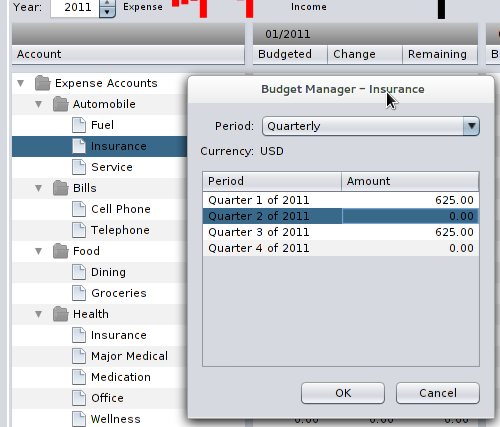 Year: 2011 Expense Income
01/2011
Account Budgeted Change Remaining
Expense Accounts
Automobile
Fuel
Insurance
Service
Bills
Cell Phone
Telephone
Food
Dining
Groceries
Health
Insurance
Major Medical
Medication
Office
Wellness
Budget Manager – Insurance
Period: Quarterly
Currency: USD
Period Amount
Quarter 1 of 2011 625.00
Quarter 2 of 2011 0.00
Quarter 3 of 2011 625.00
Quarter 4 of 2011 0.00
OK Cancel